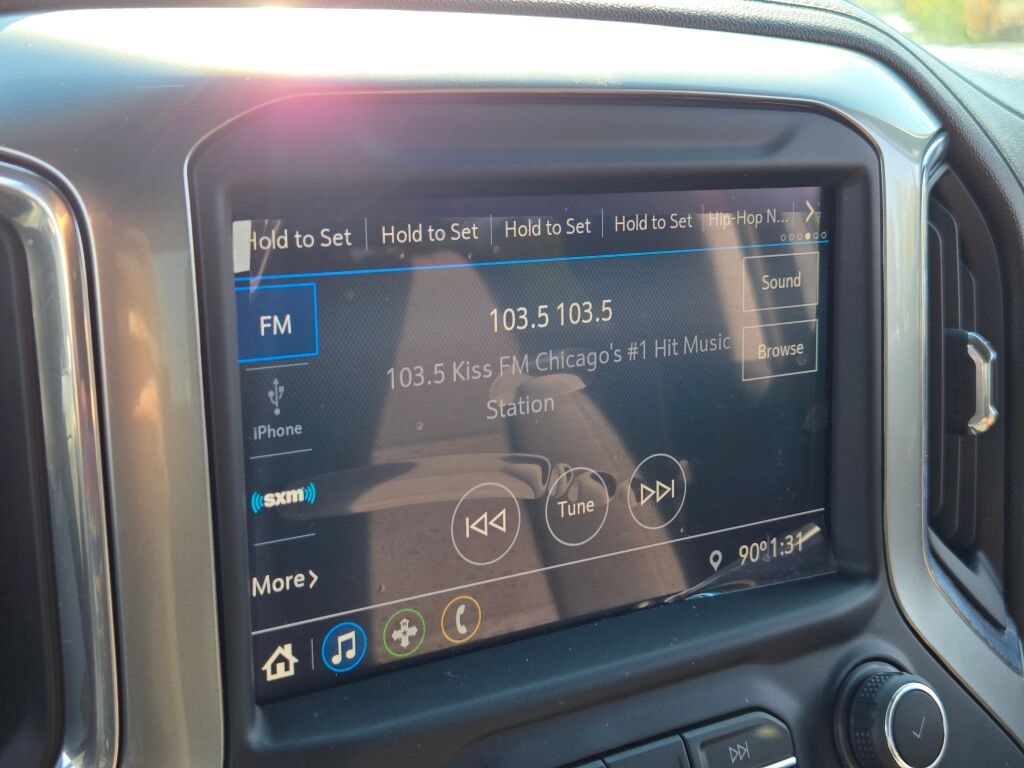 Hold to Set Hold to Set Hold to Set Hold to Set Hip-Hop N...
FM
103.5 103.5
Sound
103.5 Kiss FM Chicago's #1 Hit Music
Station
Browse
iPhone
sxm
Tune
More
90° 1:31